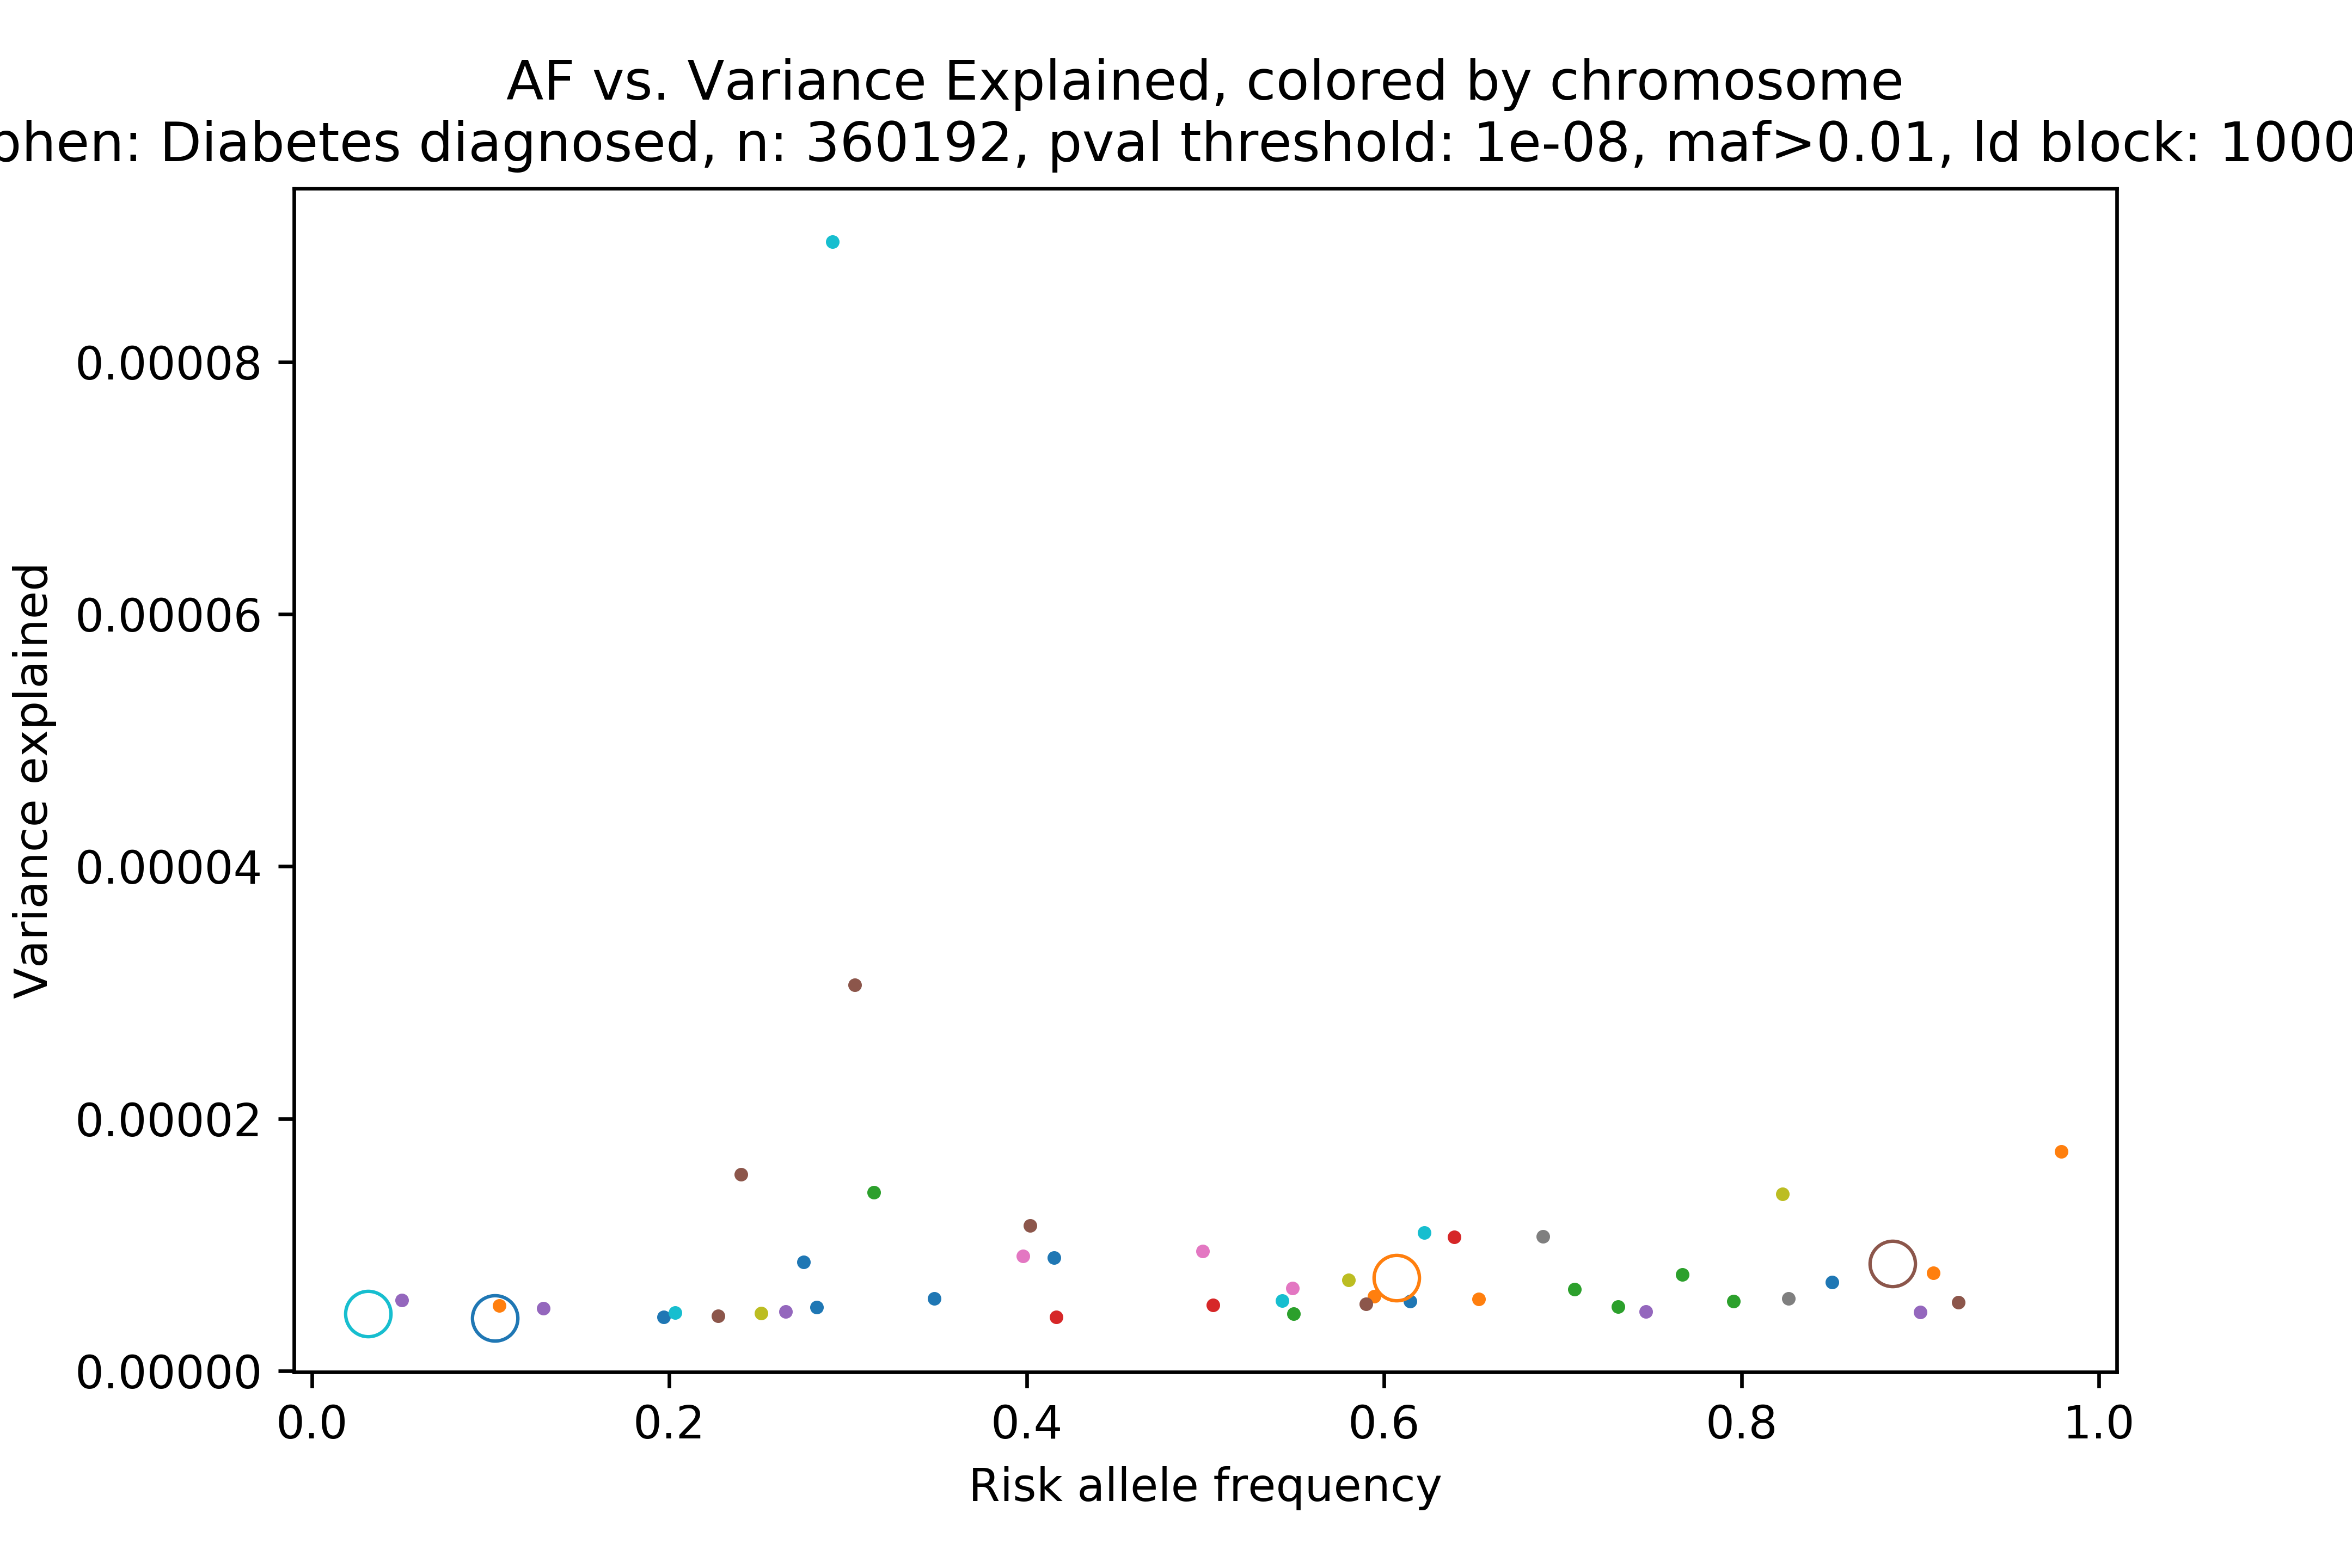 AF vs. Variance Explained, colored by chromosome
phen: Diabetes diagnosed, n: 360192, pval threshold: 1e-08, maf>0.01, ld block: 1000
Variance explained
0.00008
0.00006
0.00004
0.00002
0.00000
0.0 0.2 0.4 0.6 0.8 1.0
Risk allele frequency